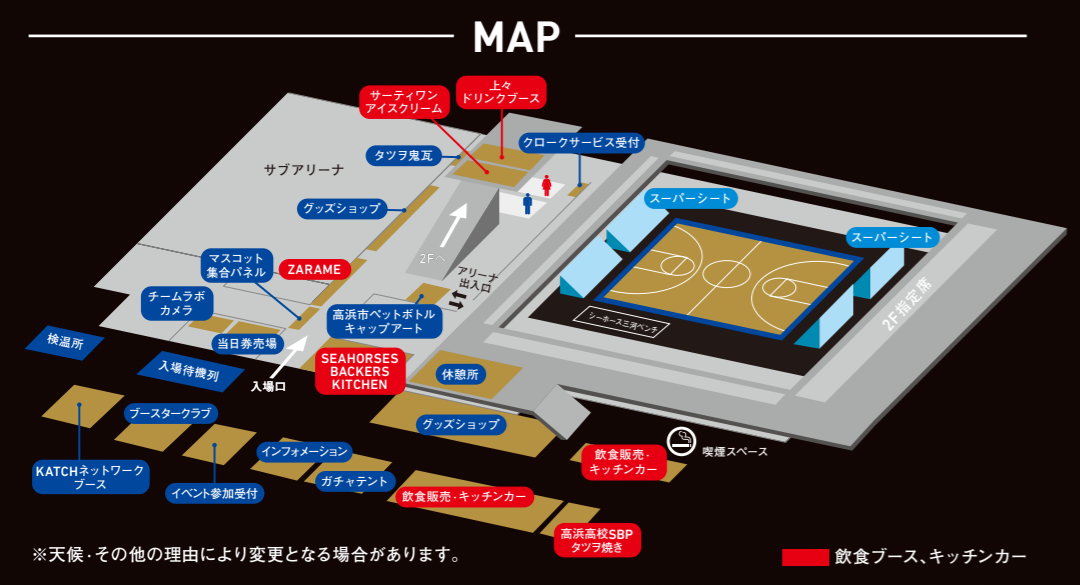 MAP
サーティワン
アイスクリーム
上々
ドリンクブース
クロークサービス受付
タツヲ鬼瓦
サブアリーナ
スーパーシート
グッズショップ
スーパーシート
2Fへ
マスコット
集合パネル
ZARAME
アリーナ
出入口
2F指定席
チームラボ
カメラ
高浜市ペットボトル
キャップアート
シーホース三河ベンチ
検温所
当日券売場
入場待機列
入場口
SEAHORSES
BACKERS
KITCHEN
休憩所
ブースタークラブ
グッズショップ
インフォメーション
喫煙スペース
飲食販売・
キッチンカー
KATCHネットワーク
ブース
イベント参加受付
ガチャテント
飲食販売・キッチンカー
高浜高校SBP
タツヲ焼き
※天候・その他の理由により変更となる場合があります。
飲食ブース、キッチンカー